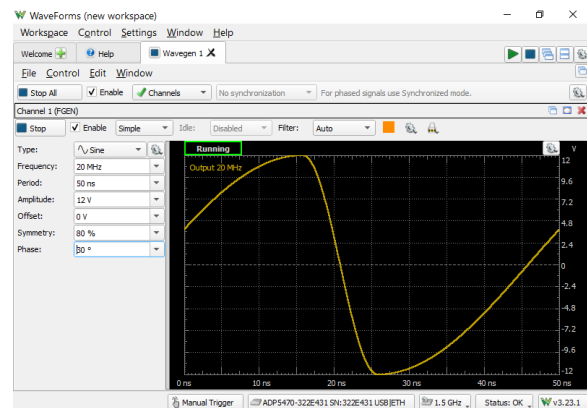 WaveForms (new workspace)
Workspace Control Settings Window Help
Welcome Help Wavegen 1
File Control Edit Window
Stop All Enable Channels No synchronization For phased signals use Synchronized mode.
Channel 1 (FGEN)
Stop Enable Simple Idle: Disabled Filter: Auto
Type: Sine
Frequency: 20 MHz
Period: 50 ns
Amplitude: 12 V
Offset: 0 V
Symmetry: 80 %
Phase: 30 °
Running V
Output 20 MHz
12
9.6
7.2
4.8
2.4
0
-2.4
-4.8
-7.2
-9.6
-12
0 ns 10 ns 20 ns 30 ns 40 ns 50 ns
Manual Trigger ADP5470-322E431 SN:322E431 USB|ETH 1.5 GHz Status: OK v3.23.1